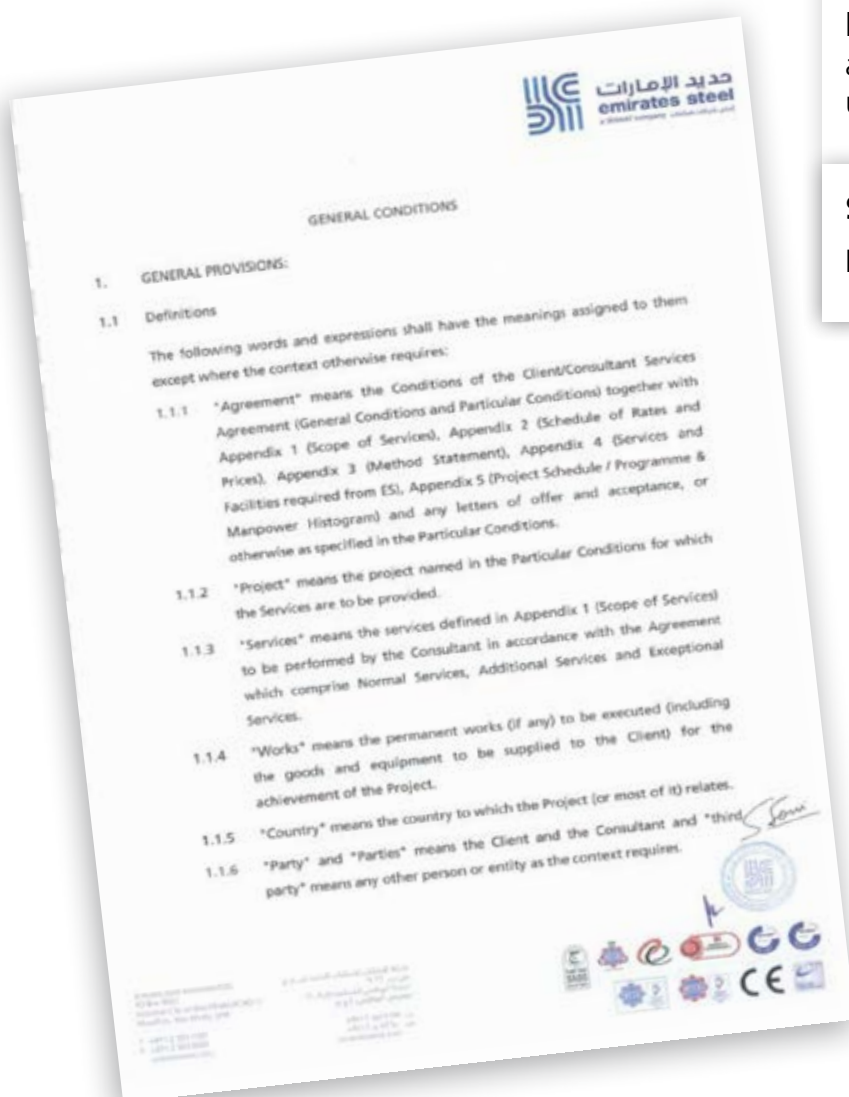 حديد الإمارات
emirates steel
GENERAL CONDITIONS
1. GENERAL PROVISIONS:
1.1 Definitions
The following words and expressions shall have the meanings assigned to them
except where the context otherwise requires:
1.1.1 "Agreement" means the Conditions of the Client/Consultant Services
Agreement (General Conditions and Particular Conditions) together with
Appendix 1 (Scope of Services), Appendix 2 (Schedule of Rates and
Prices), Appendix 3 (Method Statement), Appendix 4 (Services and
Facilities required from ES), Appendix 5 (Project Schedule / Programme &
Manpower Histogram) and any letters of offer and acceptance, or
otherwise as specified in the Particular Conditions.
1.1.2 "Project" means the project named in the Particular Conditions for which
the Services are to be provided.
1.1.3 "Services" means the services defined in Appendix 1 (Scope of Services)
to be performed by the Consultant in accordance with the Agreement
which comprise Normal Services, Additional Services and Exceptional
Services.
1.1.4 "Works" means the permanent works (if any) to be executed (including
the goods and equipment to be supplied to the Client) for the
achievement of the Project.
1.1.5 "Country" means the country to which the Project (or most of it) relates.
1.1.6 "Party" and "Parties" means the Client and the Consultant and "third
party" means any other person or entity as the context requires.
CE